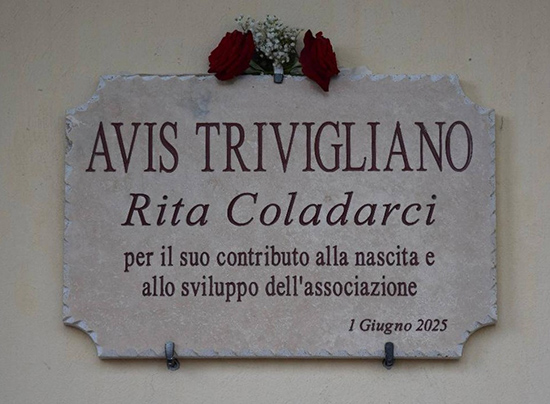 AVIS TRIVIGLIANO
Rita Coladarci
per il suo contributo alla nascita e
allo sviluppo dell'associazione
1 Giugno 2025